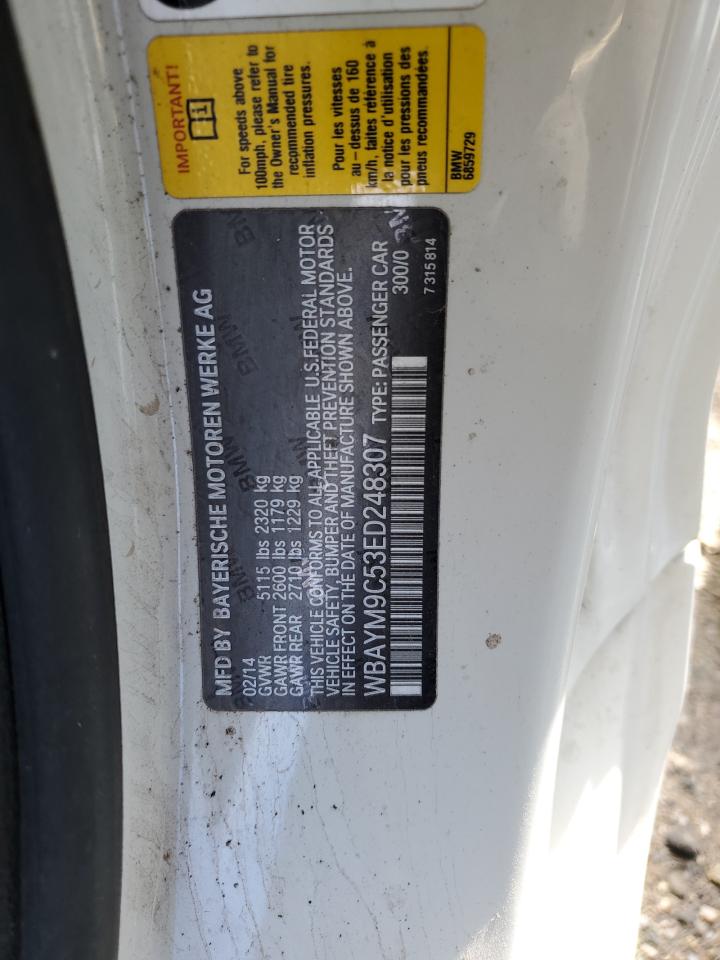 MFD BY BAYERISCHE MOTOREN WERKE AG
02/14
GVWR 5115 lbs 2320 kg
GAWR FRONT 2600 lbs 1179 kg
GAWR REAR 2710 lbs 1229 kg
THIS VEHICLE CONFORMS TO ALL APPLICABLE U.S.FEDERAL MOTOR
VEHICLE SAFETY, BUMPER AND THEFT PREVENTION STANDARDS
IN EFFECT ON THE DATE OF MANUFACTURE SHOWN ABOVE.
WBAYM9C53ED248307 TYPE: PASSENGER CAR
300/0
7315814
IMPORTANT!
For speeds above
100mph, please refer to
the Owner's Manual for
recommended tire
inflation pressures.
Pour les vitesses
au-dessus de 160
km/h, faites référence à
la notice d'utilisation
pour les pressions des
pneus recommandées.
BMW
6859729